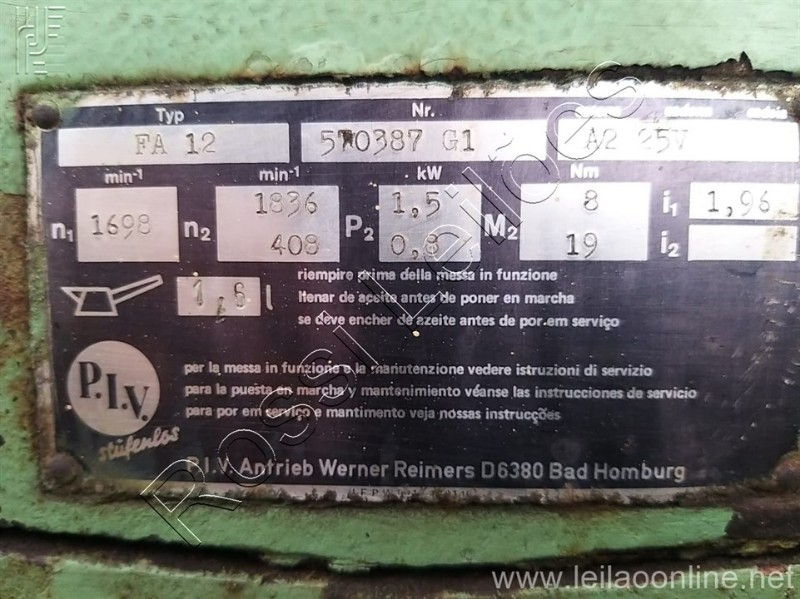 Typ Nr.
FA 12 570387 G1 A2 25V
min-1 min-1 kW Nm
n1 1698 n2 1836 P2 1,5 M2 8 i1 1,96
408 0,8 19 i2
1,6 l
riempire prima della messa in funzione
llenar de aceite antes de poner en marcha
se deve encher de azeite antes de por.em serviço
per la messa in funzione e la manutenzione vedere istruzioni di servizio
para la puesta en marcha y mantenimiento véanse las instrucciones de servicio
para por em serviço e mantimento veja nossas instrucções
P.I.V.
stufenlos
P.I.V. Antrieb Werner Reimers D6380 Bad Homburg
Rossi Leilões
www.leilaoonline.net